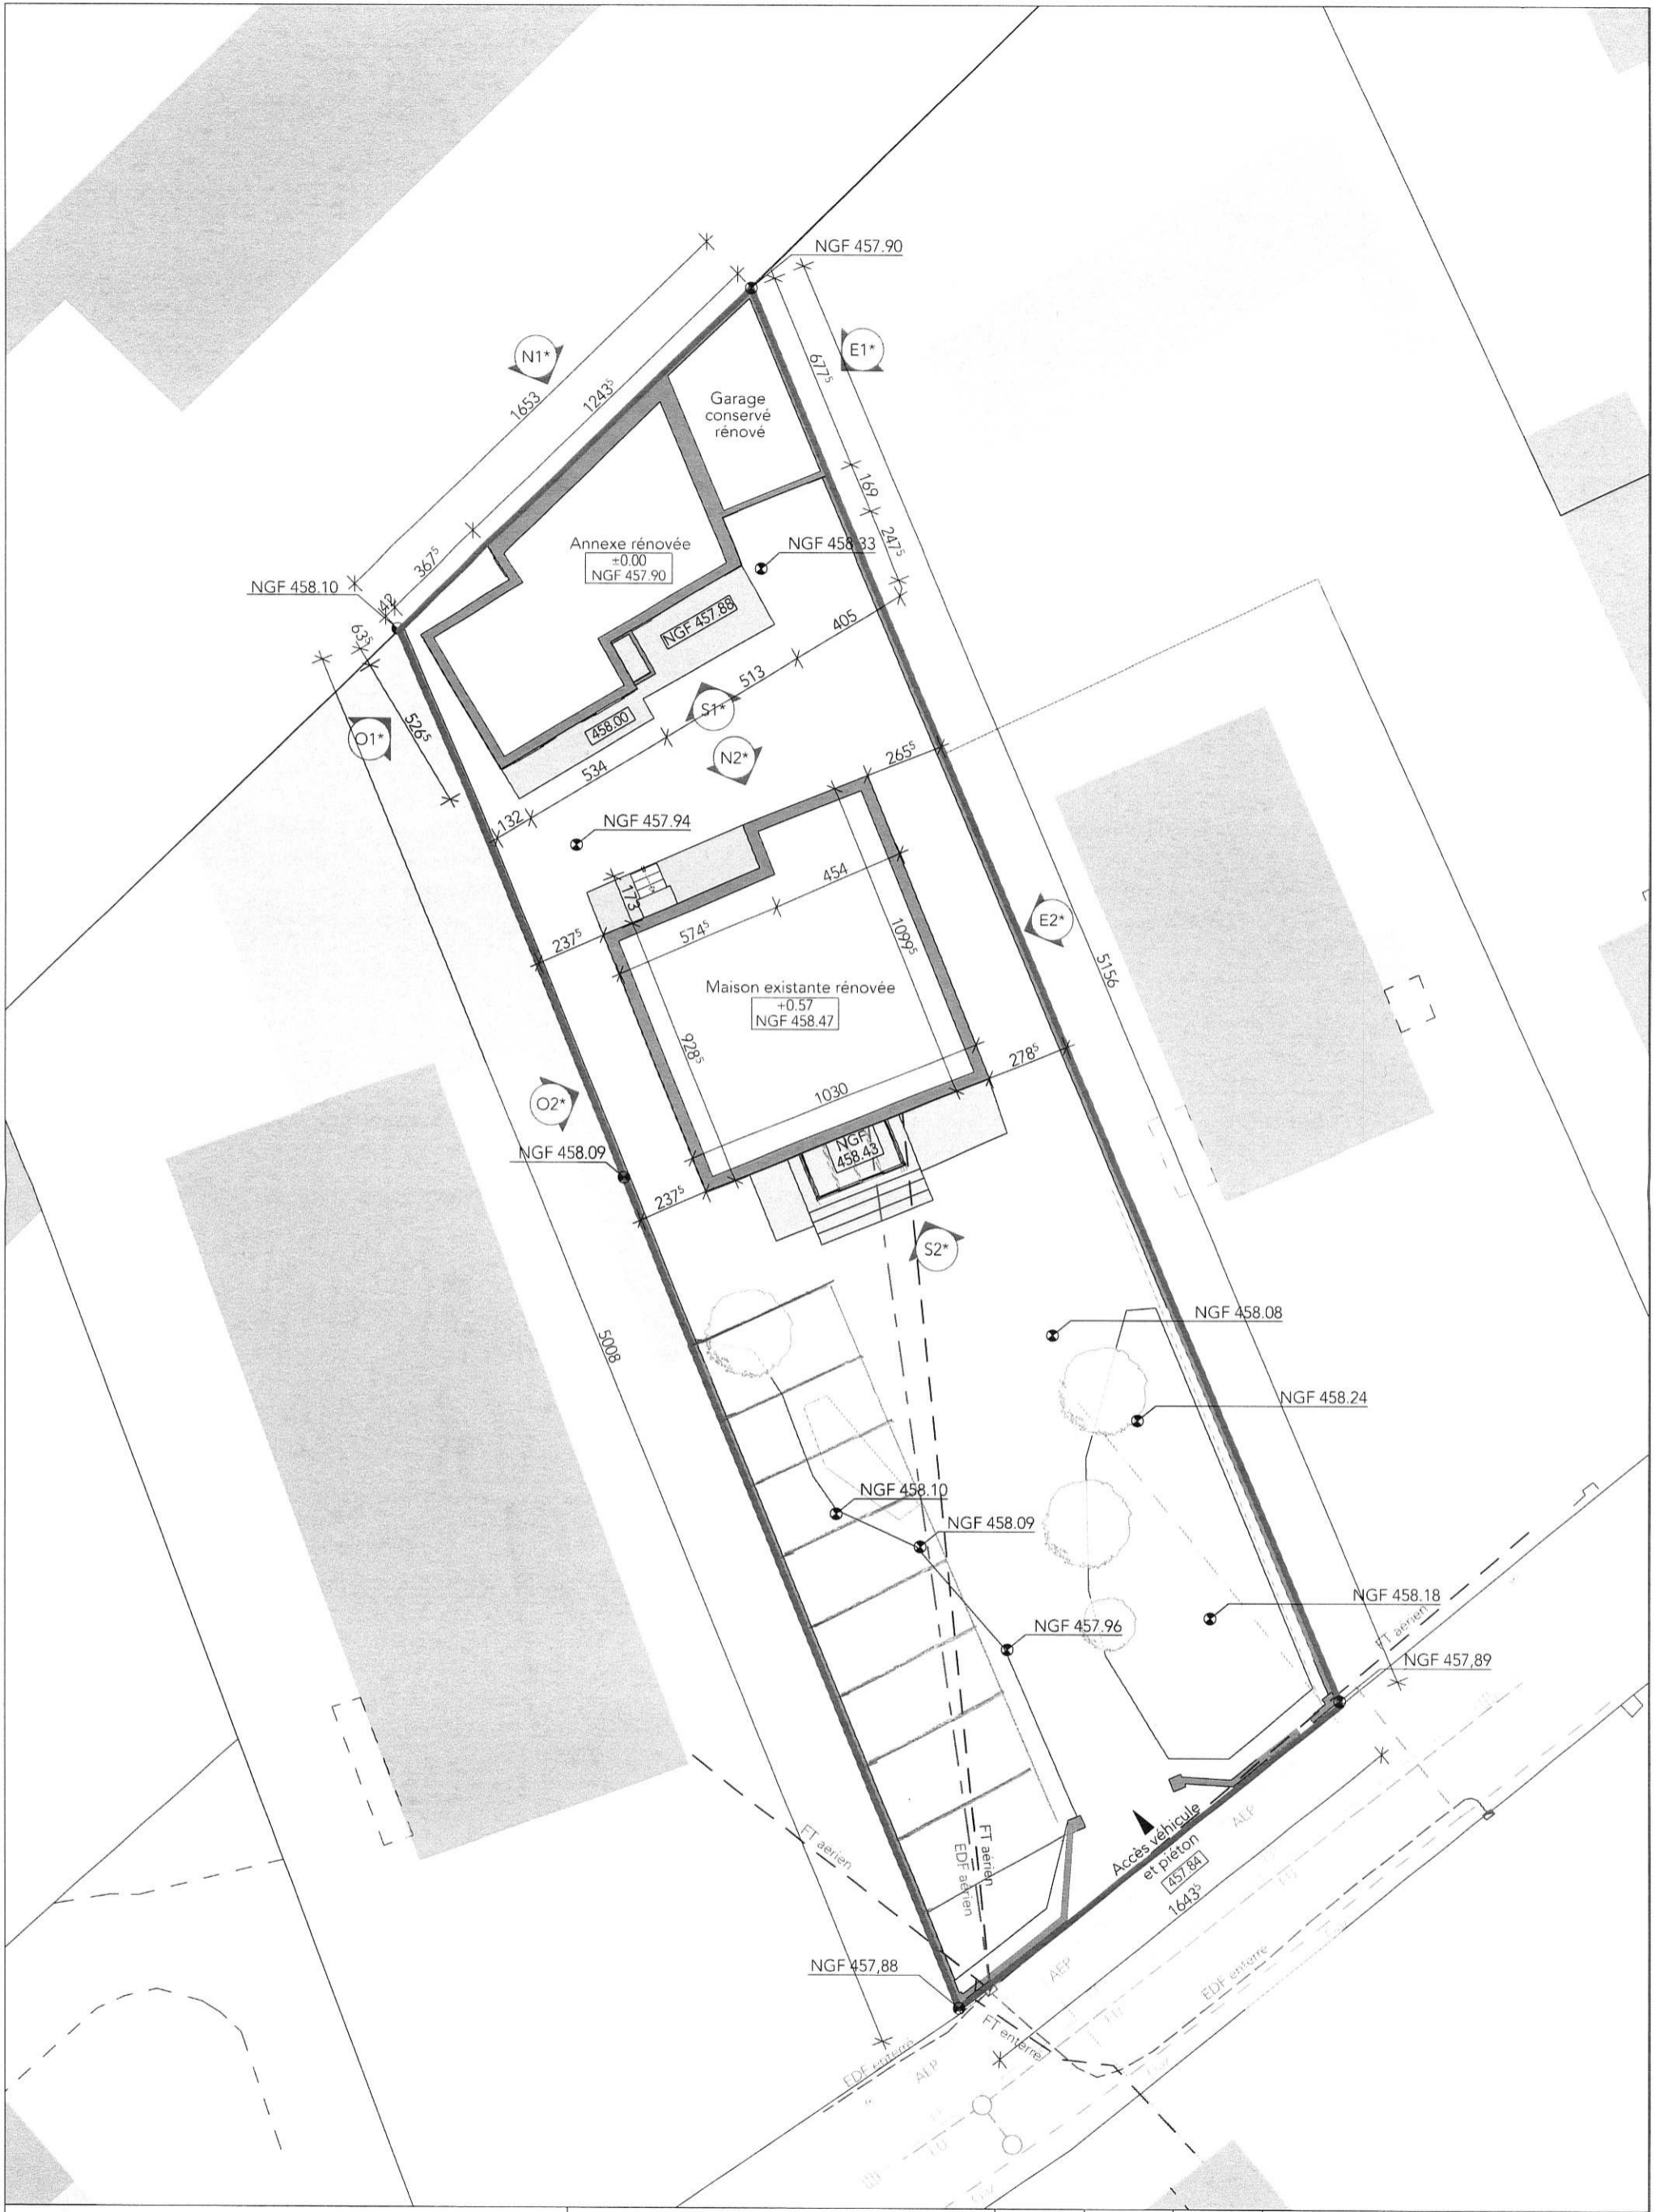 NGF 457.90
N1*
E1*
1653
1243⁵
677⁵
Garage
conservé
rénové
169
247⁵
367⁵
Annexe rénovée
±0.00
NGF 457.90
NGF 458.33
NGF 458.10
42
63⁵
NGF 457.88
405
513
S1*
526⁵
O1*
458.00
534
N2*
265⁵
132
NGF 457.94
173
454
574⁵
237⁵
1099⁵
E2*
5156
Maison existante rénovée
+0.57
NGF 458.47
928⁵
278⁵
1030
O2*
NGF 458.09
NGF
458.43
237⁵
S2*
NGF 458.08
5008
NGF 458.24
NGF 458.10
NGF 458.09
NGF 458.18
NGF 457.96
FT aérien
NGF 457,89
FT aérien
FT aérien
EDF aérien
Accès véhicule
et piéton
457.84
AEP
1643⁵
NGF 457,88
AEP
EDF enterré
FT enterré
EDF enterré
AEP